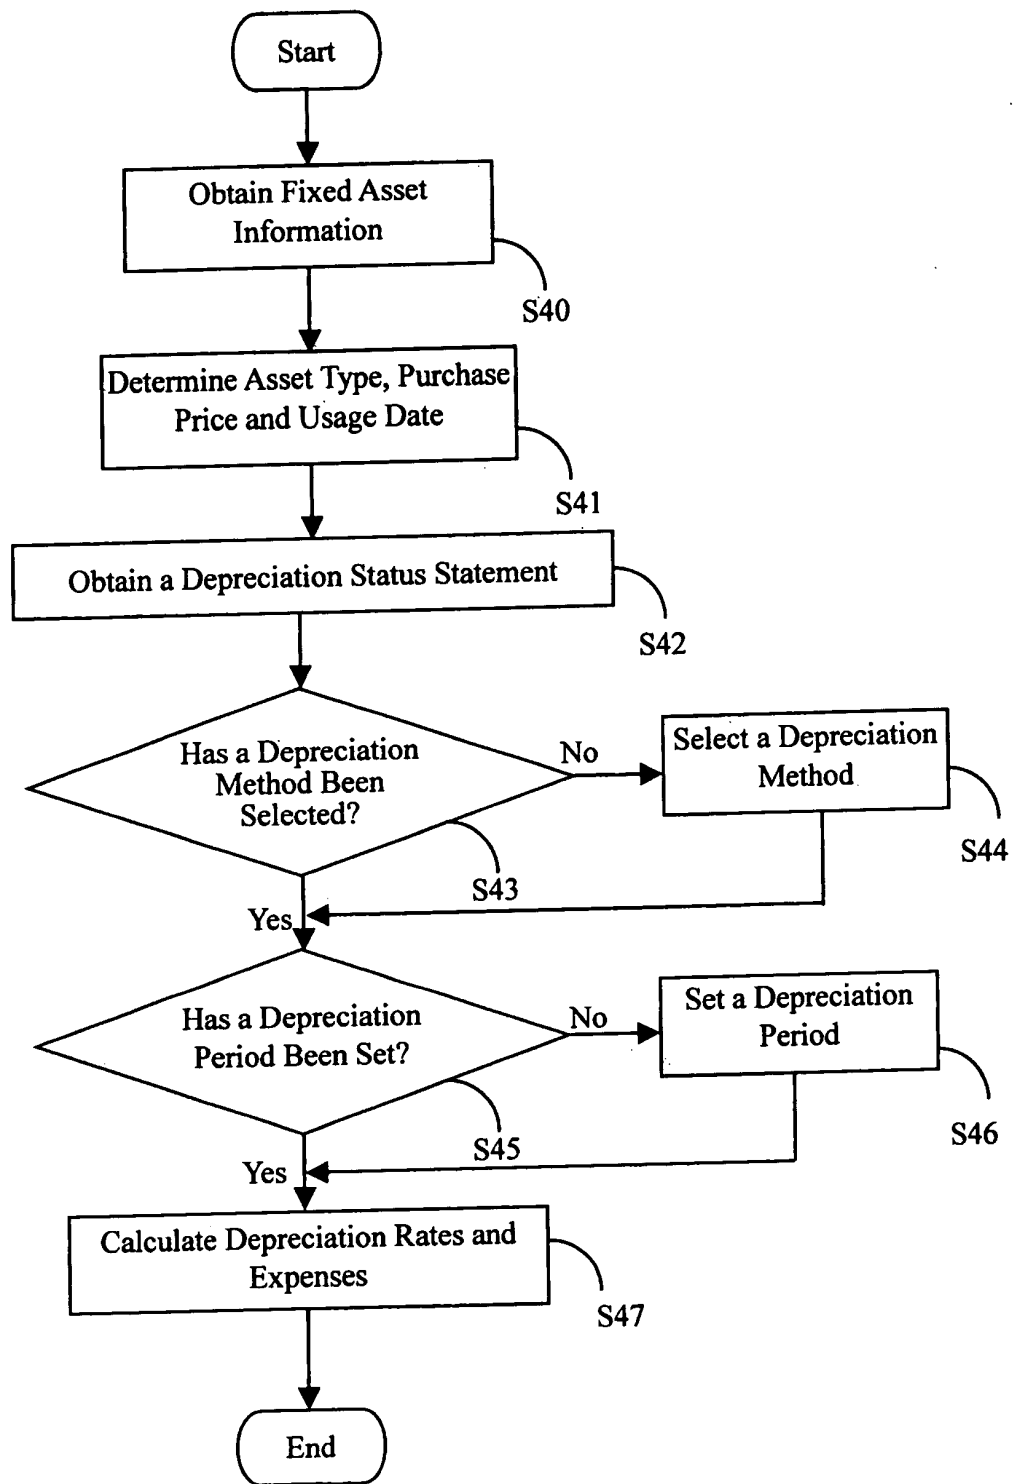 Start
Obtain Fixed Asset
Information
S40
Determine Asset Type, Purchase
Price and Usage Date
S41
Obtain a Depreciation Status Statement
S42
Has a Depreciation
Method Been
Selected?
No
Select a Depreciation
Method
S44
S43
Yes
Has a Depreciation
Period Been Set?
No
Set a Depreciation
Period
S46
S45
Yes
Calculate Depreciation Rates and
Expenses
S47
End